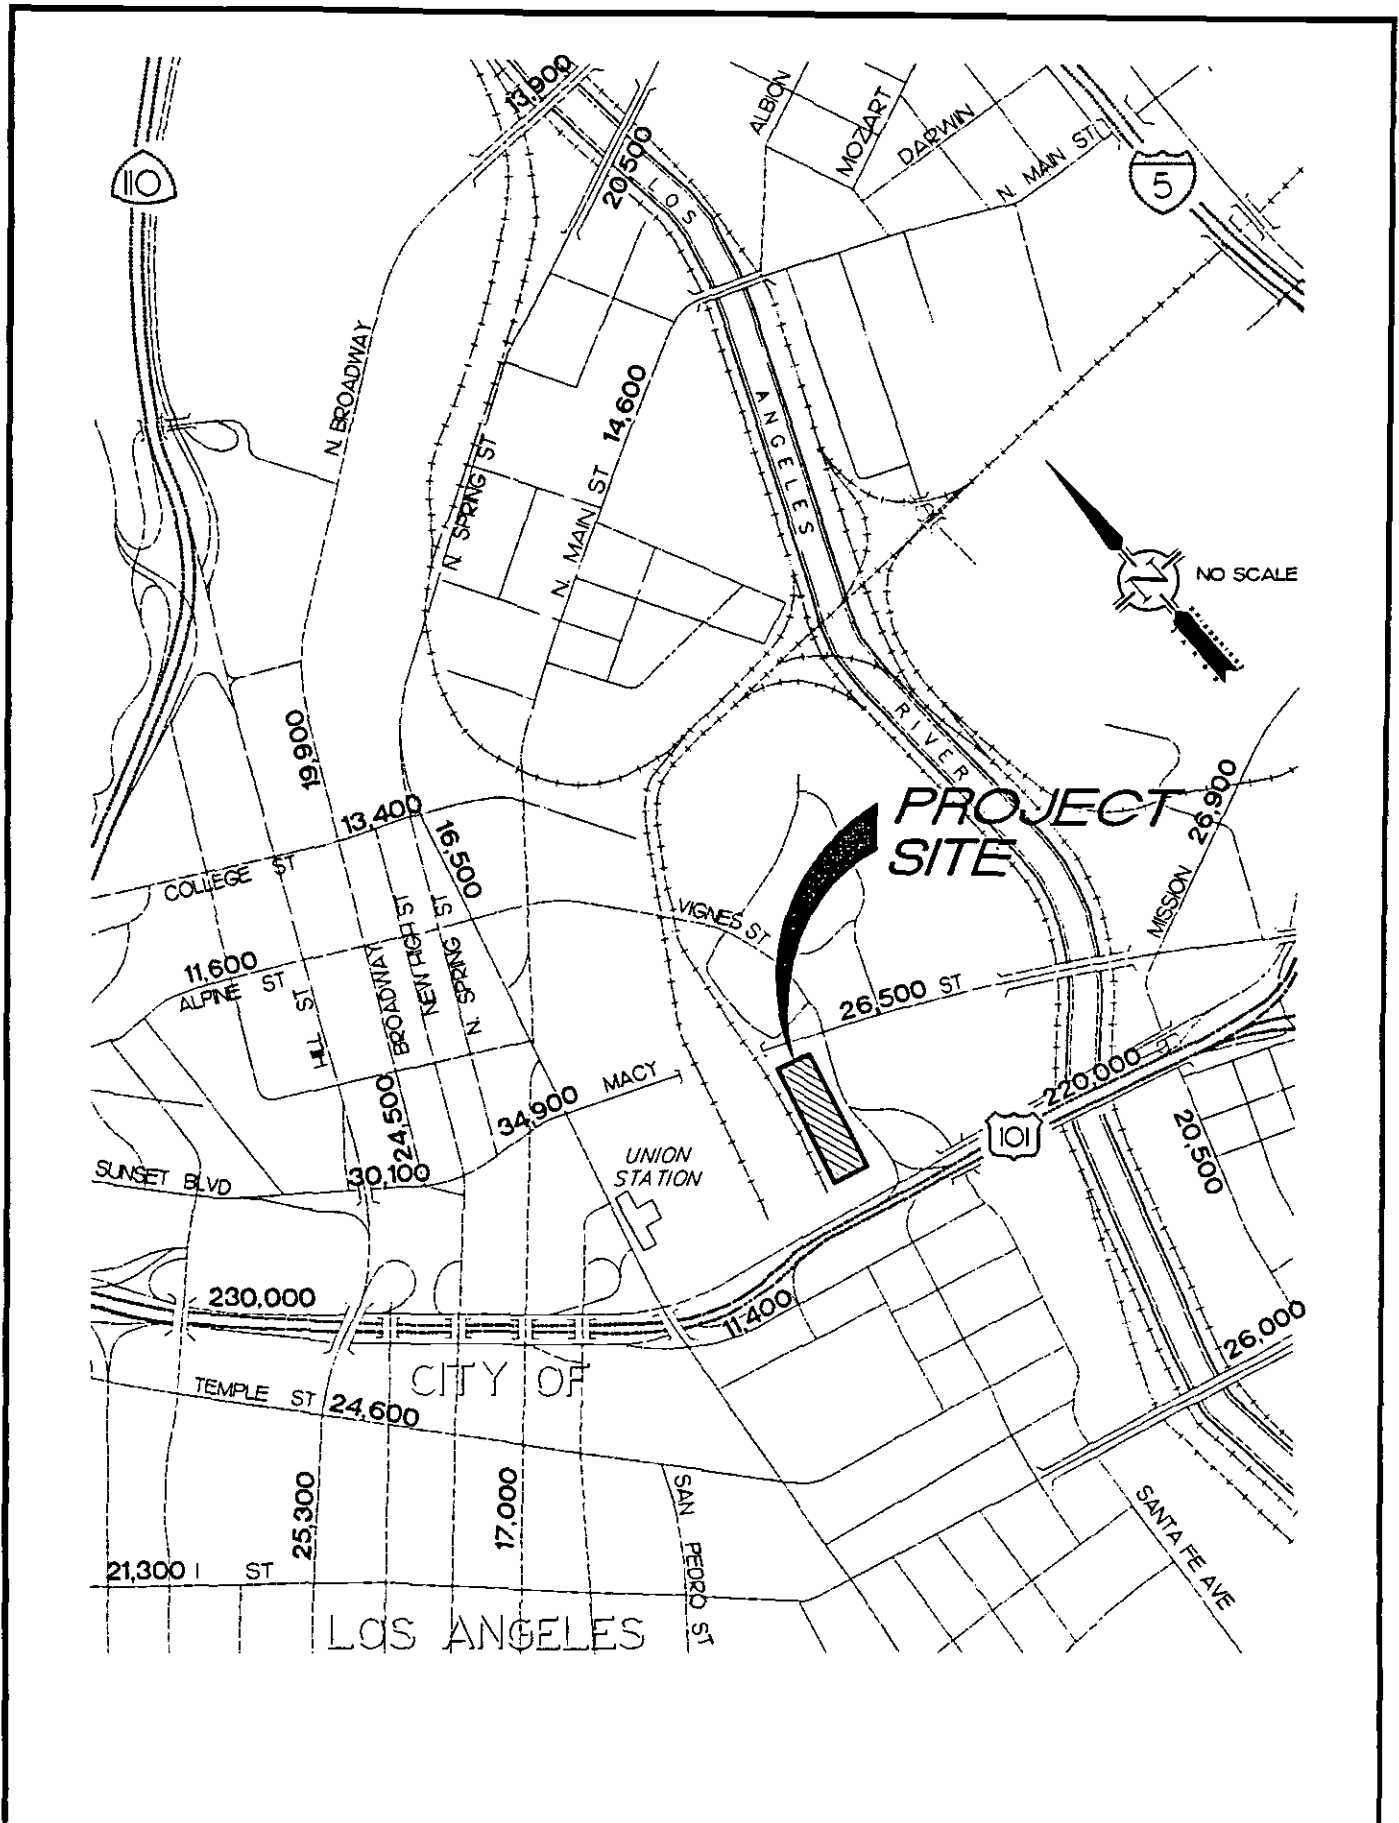 13,900
ALBION
MOZART
DARWIN
N. MAIN ST
110
20,500
5
LOS
N. BROADWAY
14,600
ANGELES
N. SPRING ST
N. MAIN ST
N
NO SCALE
19,900
RIVER
26,900
PROJECT
SITE
13,400
16,500
COLLEGE ST
MISSION
VIGNES ST
11,600
ALPINE ST
HILL ST
BROADWAY
NEW HIGH ST
N. SPRING ST
26,500 ST
220,000
34,900 MACY
24,500
101
20,500
UNION
STATION
SUNSET BLVD
30,100
230,000
11,400
26,000
CITY OF
TEMPLE ST 24,600
25,300
17,000
SAN PEDRO ST
SANTA FE AVE
21,300 1 ST
LOS ANGELES